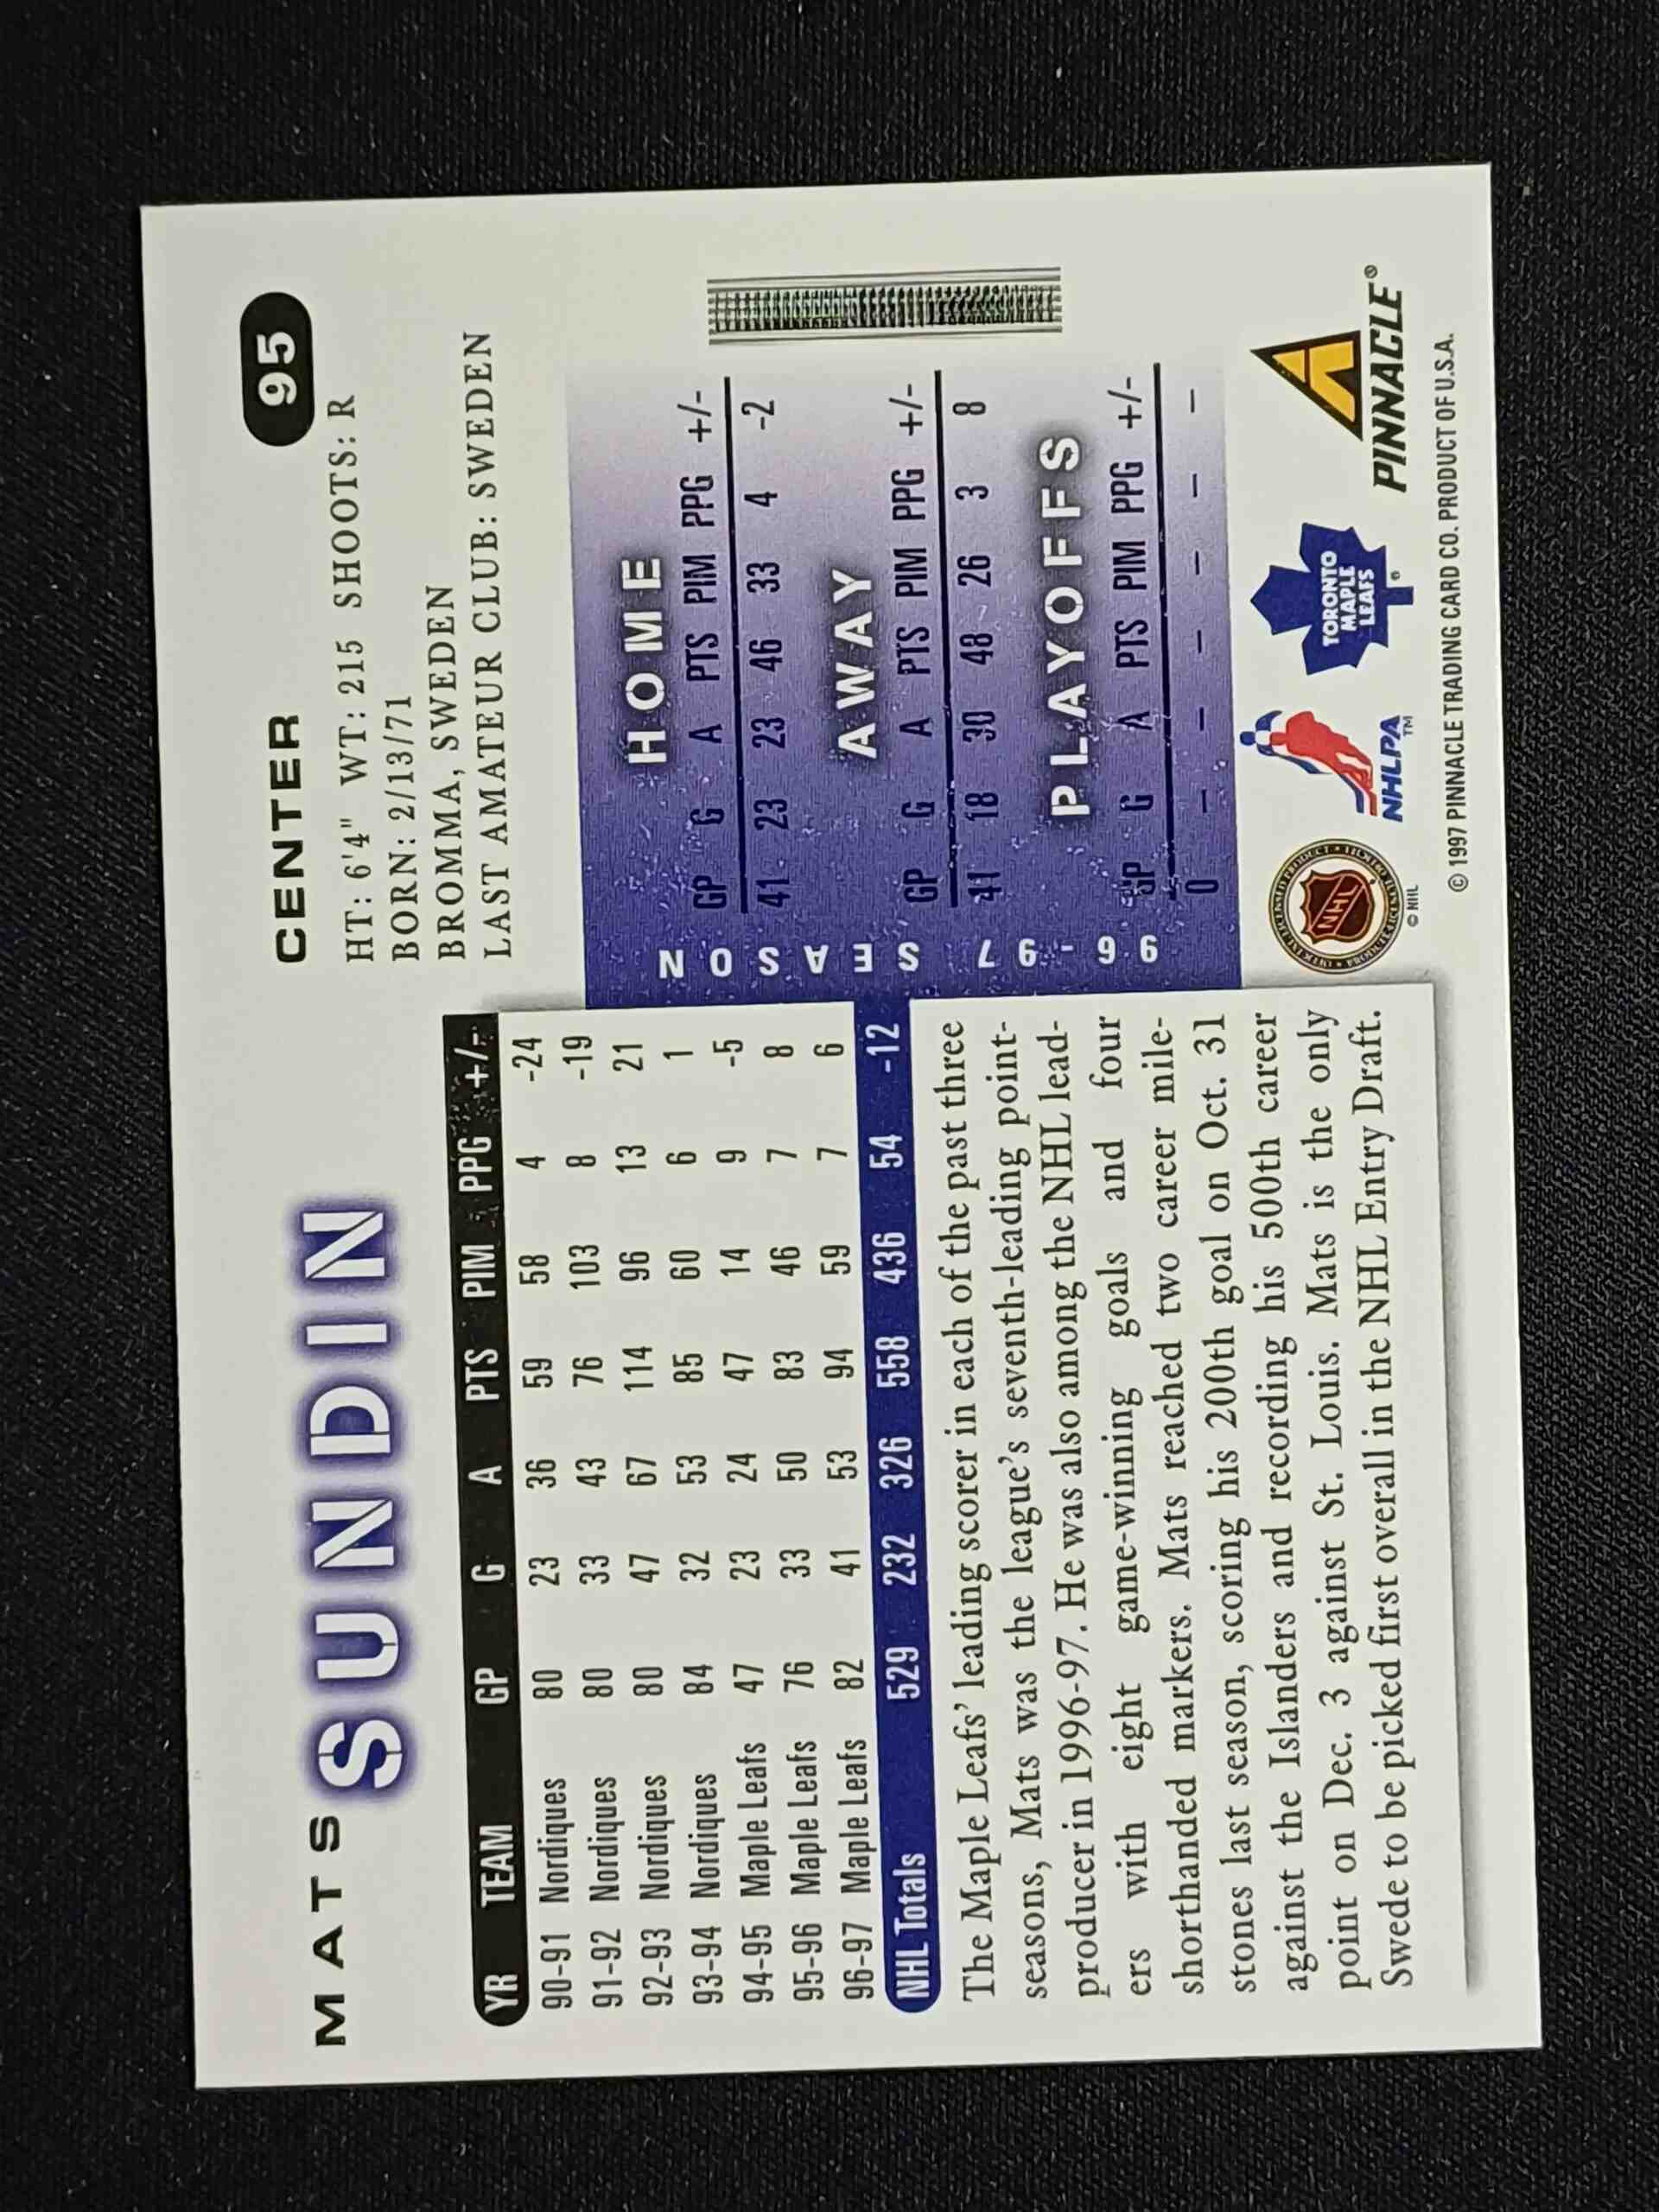 MATS
SUNDIN
CENTER
95
HT: 6'4" WT: 215 SHOOTS: R
BORN: 2/13/71
BROMMA, SWEDEN
LAST AMATEUR CLUB: SWEDEN
YR TEAM GP G A PTS PIM PPG +/-
90-91 Nordiques 80 23 36 59 58 4 -24
91-92 Nordiques 80 33 43 76 103 8 -19
92-93 Nordiques 80 47 67 114 96 13 21
93-94 Nordiques 84 32 53 85 60 6 1
94-95 Maple Leafs 47 23 24 47 14 9 -5
95-96 Maple Leafs 76 33 50 83 46 7 8
96-97 Maple Leafs 82 41 53 94 59 7 6
NHL Totals 529 232 326 558 436 54 -12
The Maple Leafs' leading scorer in each of the past three
seasons, Mats was the league's seventh-leading point-
producer in 1996-97. He was also among the NHL lead-
ers with eight game-winning goals and four
shorthanded markers. Mats reached two career mile-
stones last season, scoring his 200th goal on Oct. 31
against the Islanders and recording his 500th career
point on Dec. 3 against St. Louis. Mats is the only
Swede to be picked first overall in the NHL Entry Draft.
96-97 SEASON
HOME
GP G A PTS PIM PPG +/-
41 23 23 46 33 4 -2
AWAY
GP G A PTS PIM PPG +/-
41 18 30 48 26 3 8
PLAYOFFS
GP G A PTS PIM PPG +/-
0 – – – – – –
NHL
© NHL
NHLPA™
TORONTO
MAPLE
LEAFS
®
PINNACLE®
© 1997 PINNACLE TRADING CARD CO. PRODUCT OF U.S.A.